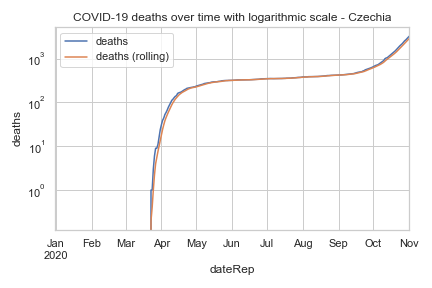 COVID-19 deaths over time with logarithmic scale - Czechia
deaths
deaths (rolling)
10³
10²
10¹
10⁰
deaths
Jan Feb Mar Apr May Jun Jul Aug Sep Oct Nov
2020
dateRep